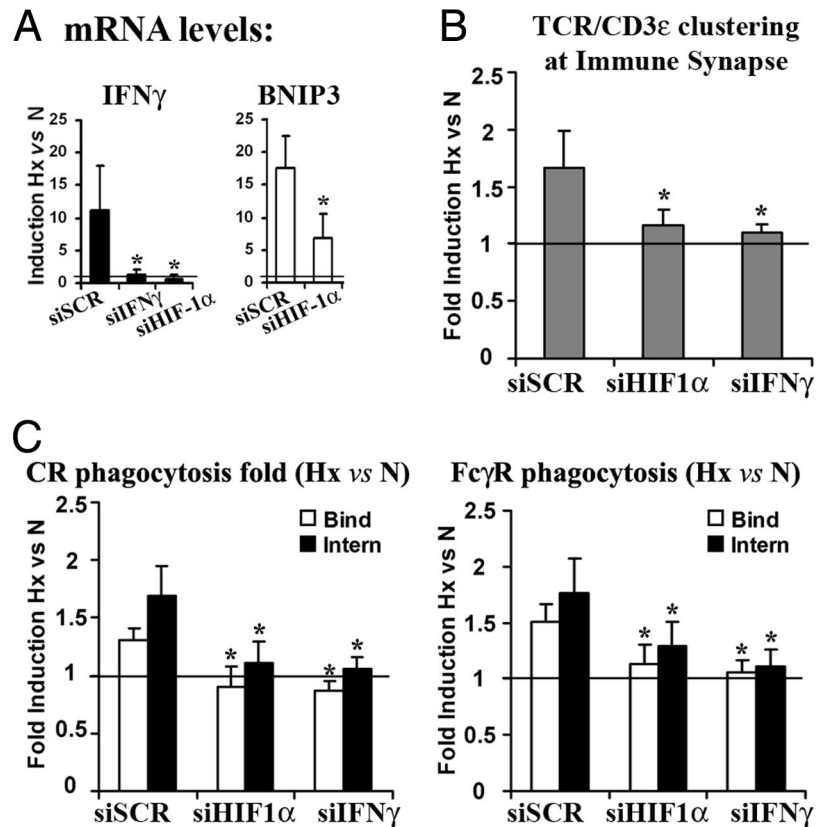 A mRNA levels:
IFNγ
Induction Hx vs N
25
20
15
10
5
0
*
*
siSCR
siIFNγ
siHIF-1α
BNIP3
25
20
15
10
5
0
*
siSCR
siHIF-1α
B TCR/CD3ε clustering
at Immune Synapse
Fold Induction Hx vs N
2.5
2
1.5
1
0.5
0
*
*
siSCR
siHIF1α
siIFNγ
C
CR phagocytosis fold (Hx vs N)
Fold Induction Hx vs N
2.5
2
1.5
1
0.5
0
Bind
Intern
* *
* *
siSCR
siHIF1α
siIFNγ
FcγR phagocytosis (Hx vs N)
Fold Induction Hx vs N
2.5
2
1.5
1
0.5
0
Bind
Intern
* *
* *
siSCR
siHIF1α
siIFNγ